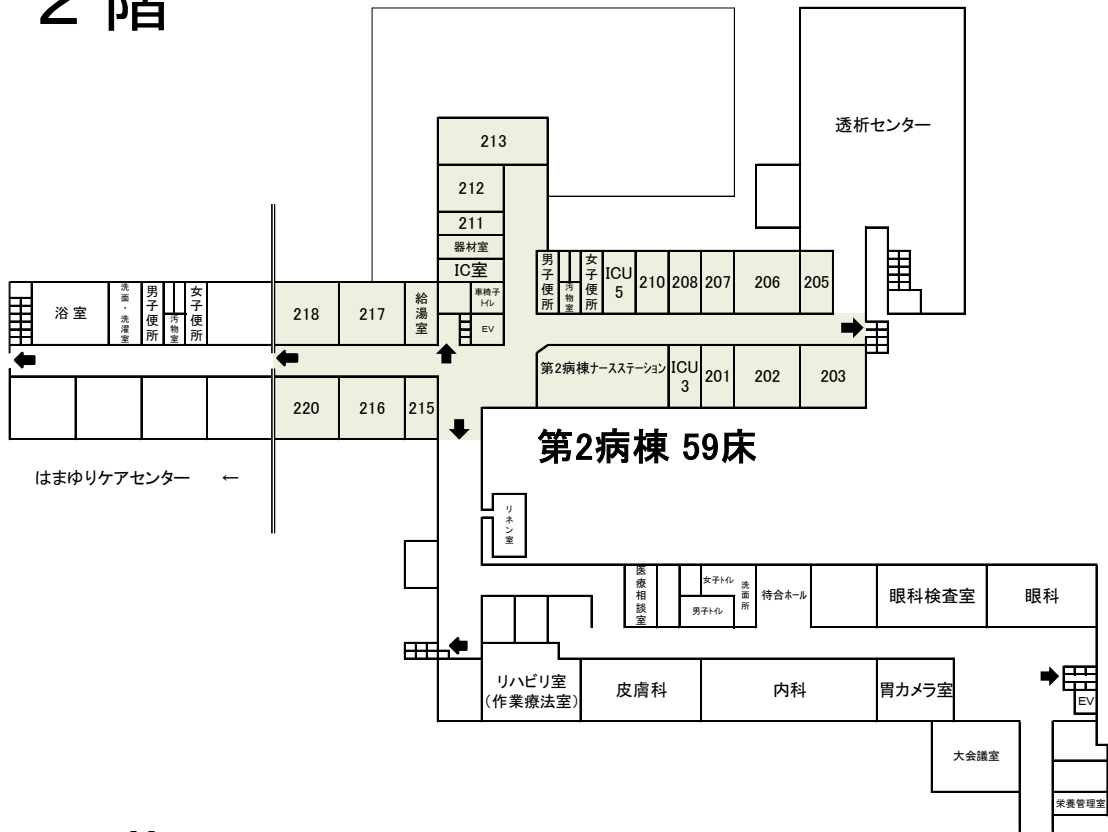 ２ 階
透析センター
213
212
211
器材室
IC室
車椅子
トイレ
EV
男子便所
汚物室
女子便所
ICU
5
210
208
207
206
205
浴 室
洗面・洗濯室
男子便所
汚物室
女子便所
218
217
給湯室
第2病棟ナースステーション
ICU
3
201
202
203
220
216
215
第2病棟 59床
はまゆりケアセンター ←
リネン室
医療相談室
女子トイレ
男子トイレ
洗面所
待合ホール
眼科検査室
眼科
リハビリ室
（作業療法室）
皮膚科
内科
胃カメラ室
EV
大会議室
栄養管理室